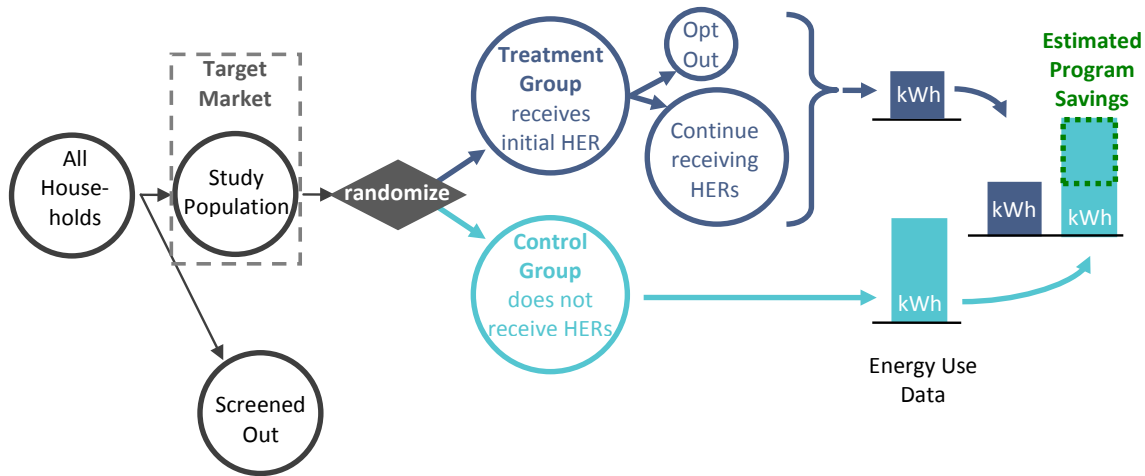 All
House-
holds
Target
Market
Study
Population
Screened
Out
randomize
Treatment
Group
receives
initial HER
Opt
Out
Continue
receiving
HERs
Control
Group
does not
receive HERs
kWh
kWh
Energy Use
Data
Estimated
Program
Savings
kWh
kWh